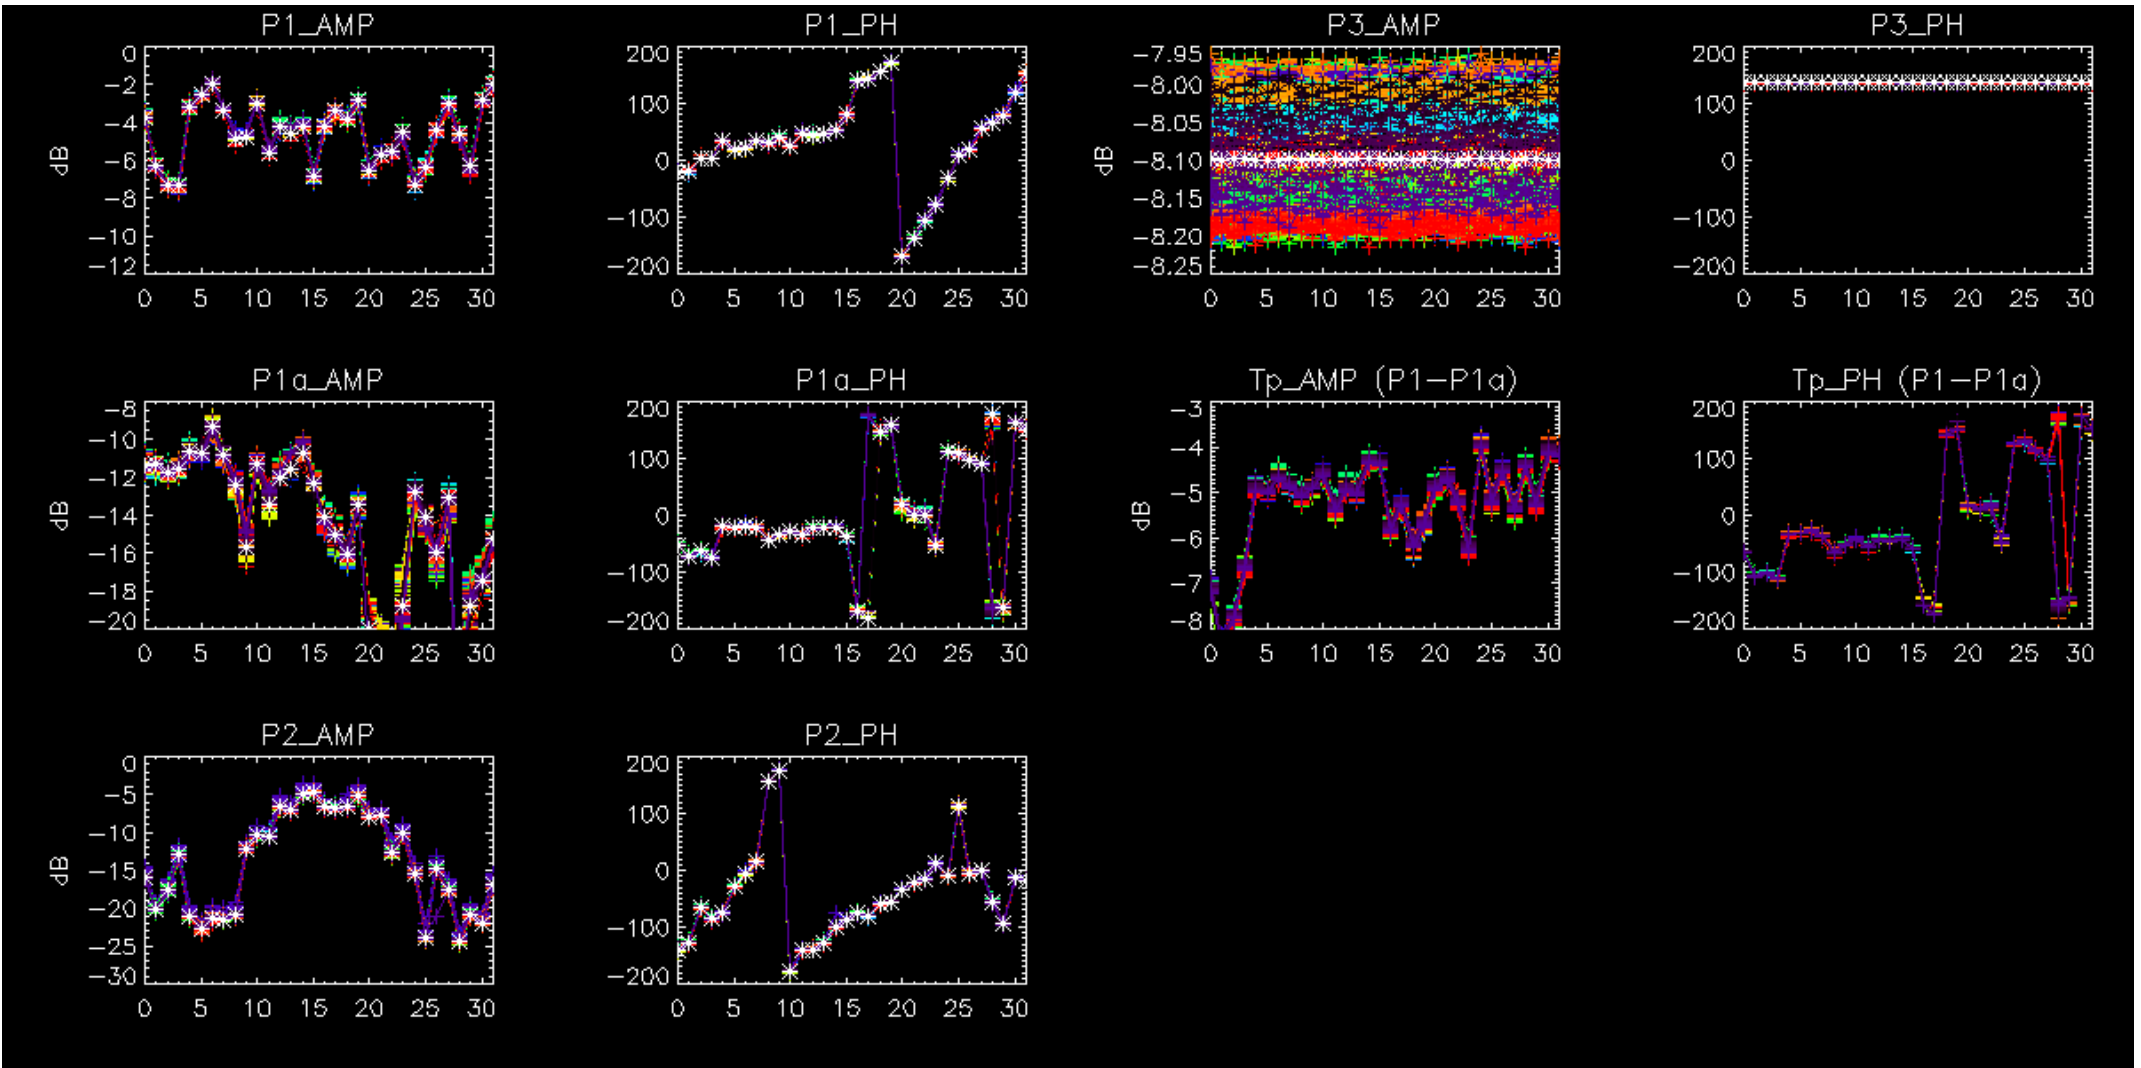 P1_AMP
P1_PH
P3_AMP
P3_PH
0
-2
-4
-6
-8
-10
-12
dB
0 5 10 15 20 25 30
200
100
0
-100
-200
0 5 10 15 20 25 30
-7.95
-8.00
-8.05
-8.10
-8.15
-8.20
-8.25
dB
0 5 10 15 20 25 30
200
100
0
-100
-200
0 5 10 15 20 25 30
P1a_AMP
P1a_PH
Tp_AMP (P1-P1a)
Tp_PH (P1-P1a)
-8
-10
-12
-14
-16
-18
-20
dB
0 5 10 15 20 25 30
200
100
0
-100
-200
0 5 10 15 20 25 30
-3
-4
-5
-6
-7
-8
dB
0 5 10 15 20 25 30
200
100
0
-100
-200
0 5 10 15 20 25 30
P2_AMP
P2_PH
0
-5
-10
-15
-20
-25
-30
dB
0 5 10 15 20 25 30
200
100
0
-100
-200
0 5 10 15 20 25 30